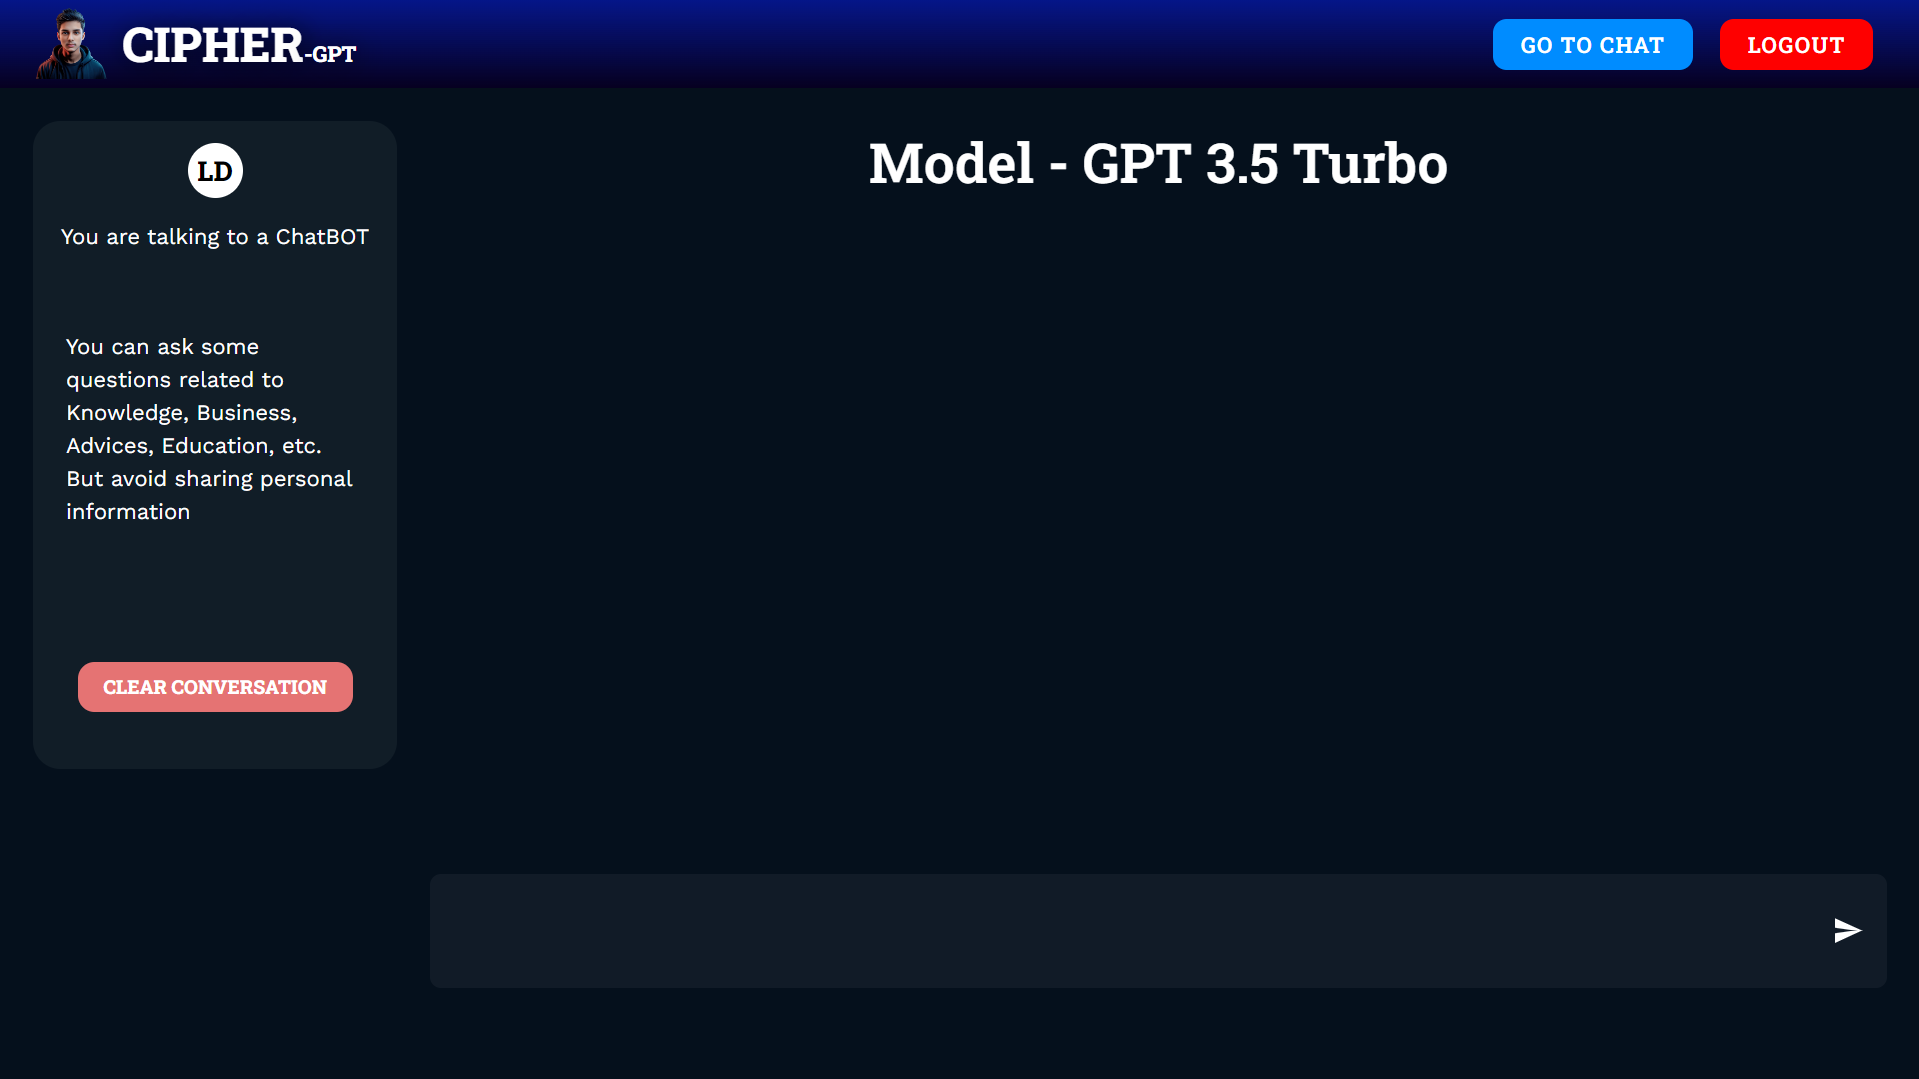 CIPHER-GPT
GO TO CHAT
LOGOUT
LD
You are talking to a ChatBOT
You can ask some
questions related to
Knowledge, Business,
Advices, Education, etc.
But avoid sharing personal
information
CLEAR CONVERSATION
Model - GPT 3.5 Turbo